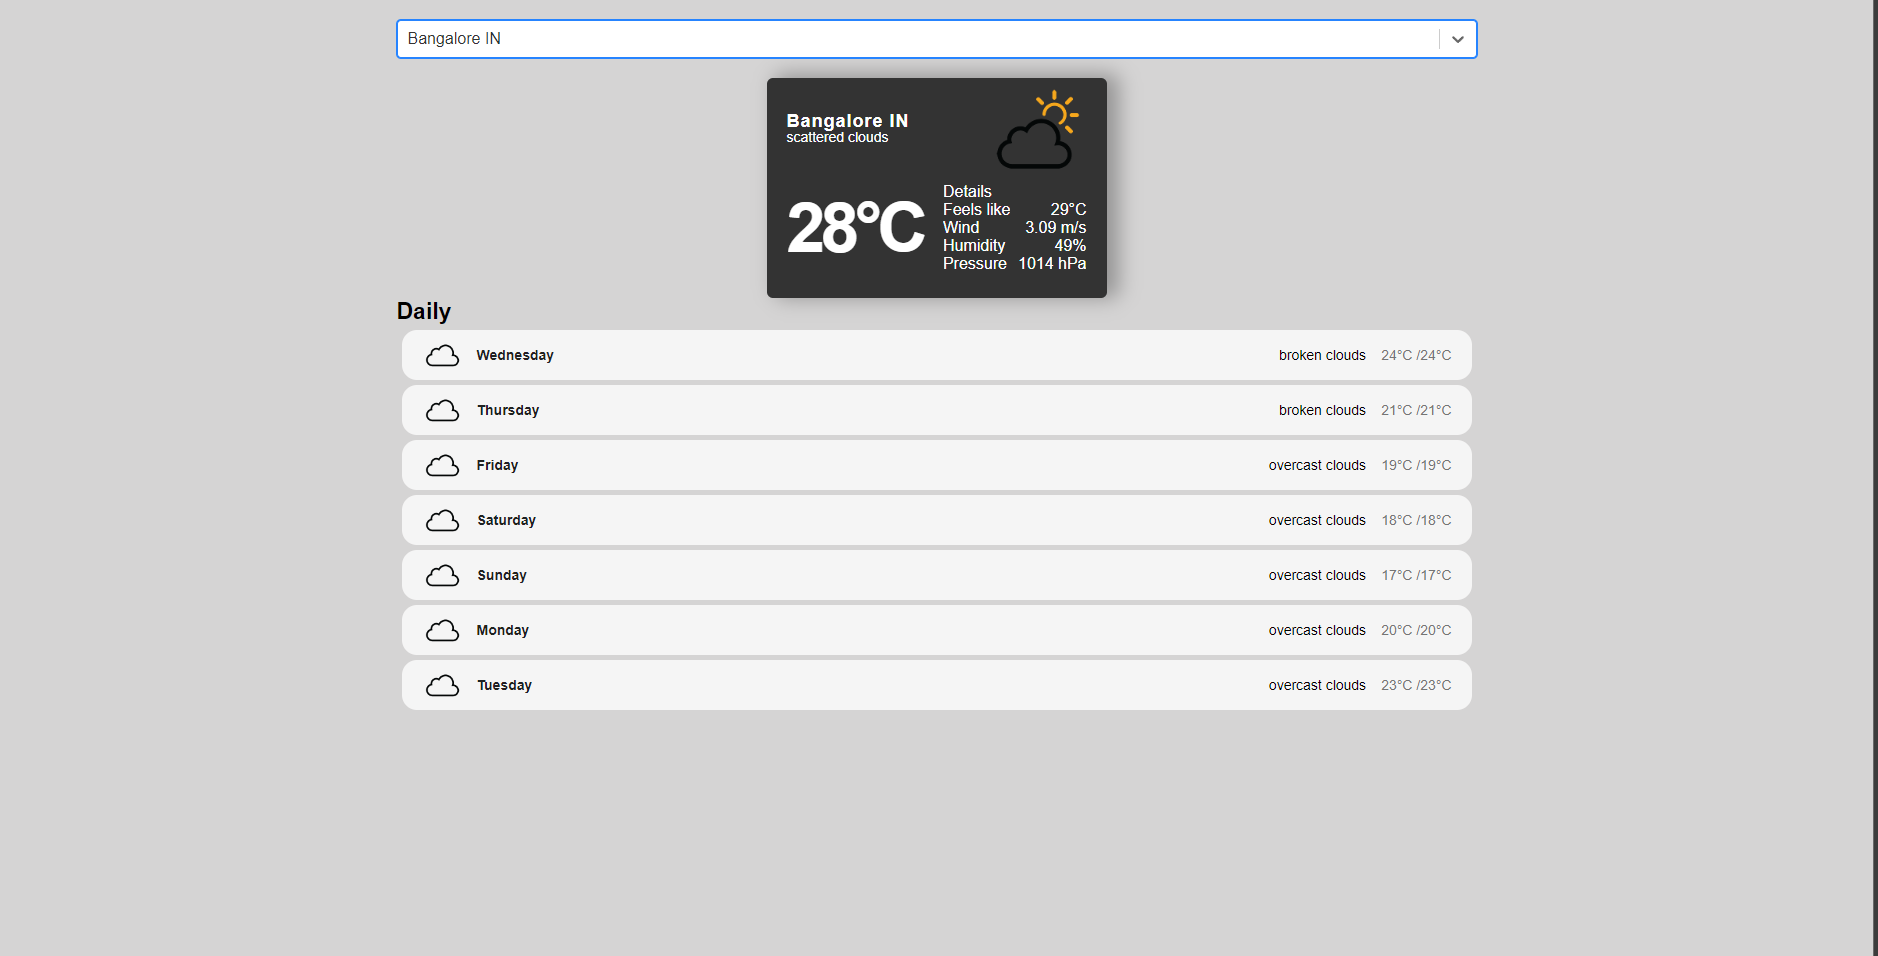 Bangalore IN
Bangalore IN
scattered clouds
28°C
Details
Feels like 29°C
Wind 3.09 m/s
Humidity 49%
Pressure 1014 hPa
Daily
Wednesday broken clouds 24°C /24°C
Thursday broken clouds 21°C /21°C
Friday overcast clouds 19°C /19°C
Saturday overcast clouds 18°C /18°C
Sunday overcast clouds 17°C /17°C
Monday overcast clouds 20°C /20°C
Tuesday overcast clouds 23°C /23°C